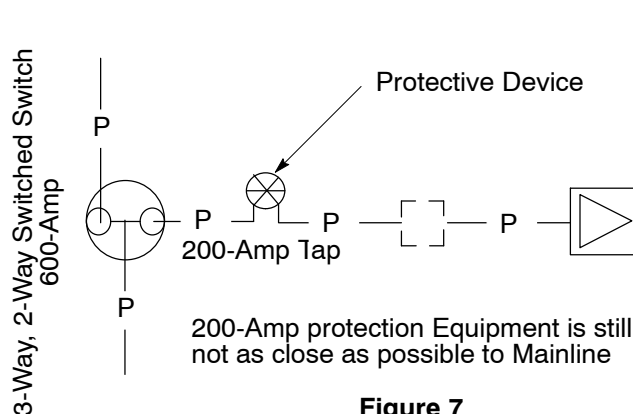 3-Way, 2-Way Switched Switch
600-Amp
P
Protective Device
P
P
P
200-Amp Tap
P
200-Amp protection Equipment is still
not as close as possible to Mainline
Figure 7